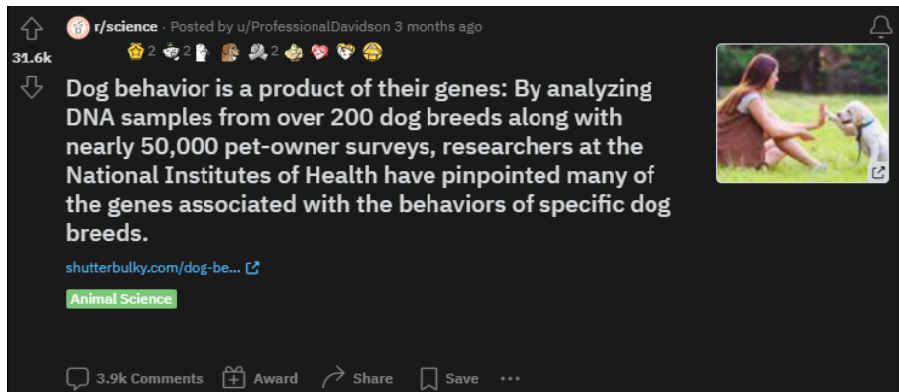 r/science · Posted by u/ProfessionalDavidson 3 months ago
31.6k
2 2 2
Dog behavior is a product of their genes: By analyzing
DNA samples from over 200 dog breeds along with
nearly 50,000 pet-owner surveys, researchers at the
National Institutes of Health have pinpointed many of
the genes associated with the behaviors of specific dog
breeds.
shutterbulky.com/dog-be...
Animal Science
3.9k Comments Award Share Save ...